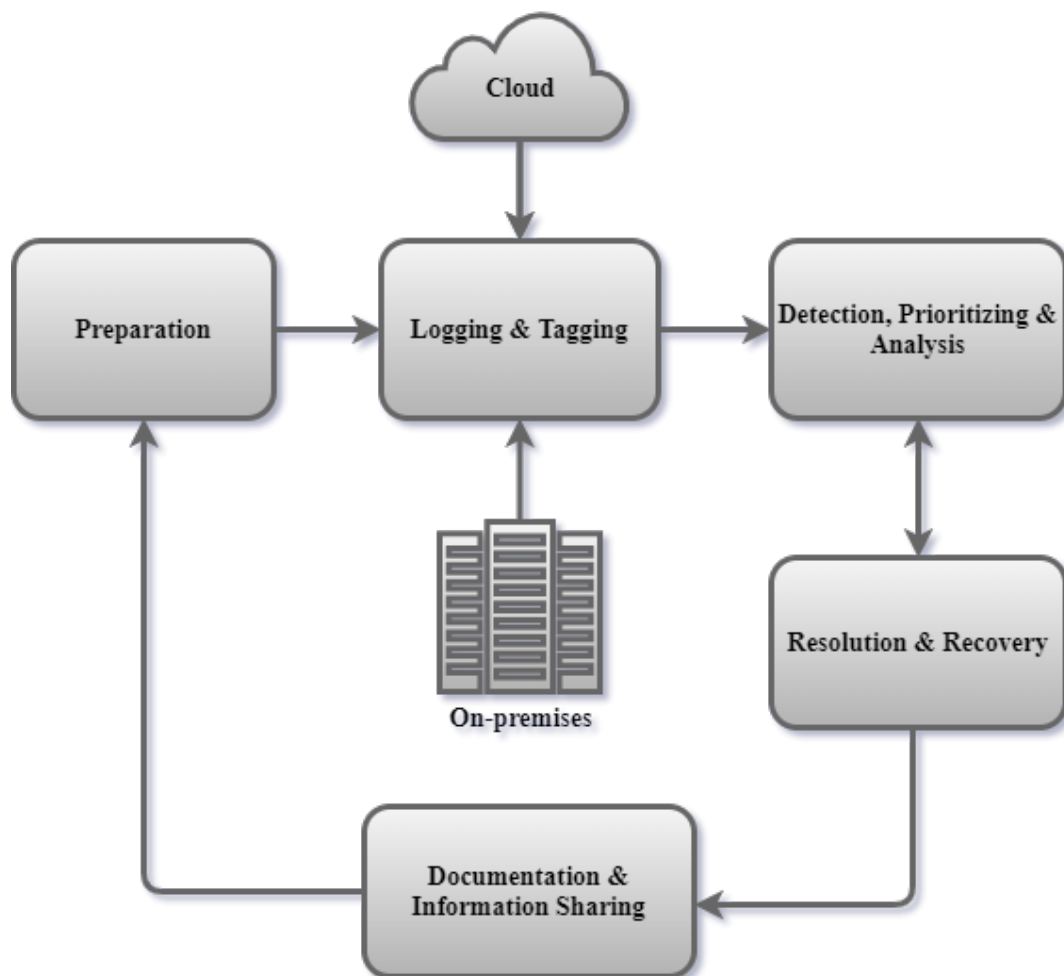 Cloud
Preparation
Logging & Tagging
Detection, Prioritizing &
Analysis
Resolution & Recovery
On-premises
Documentation &
Information Sharing